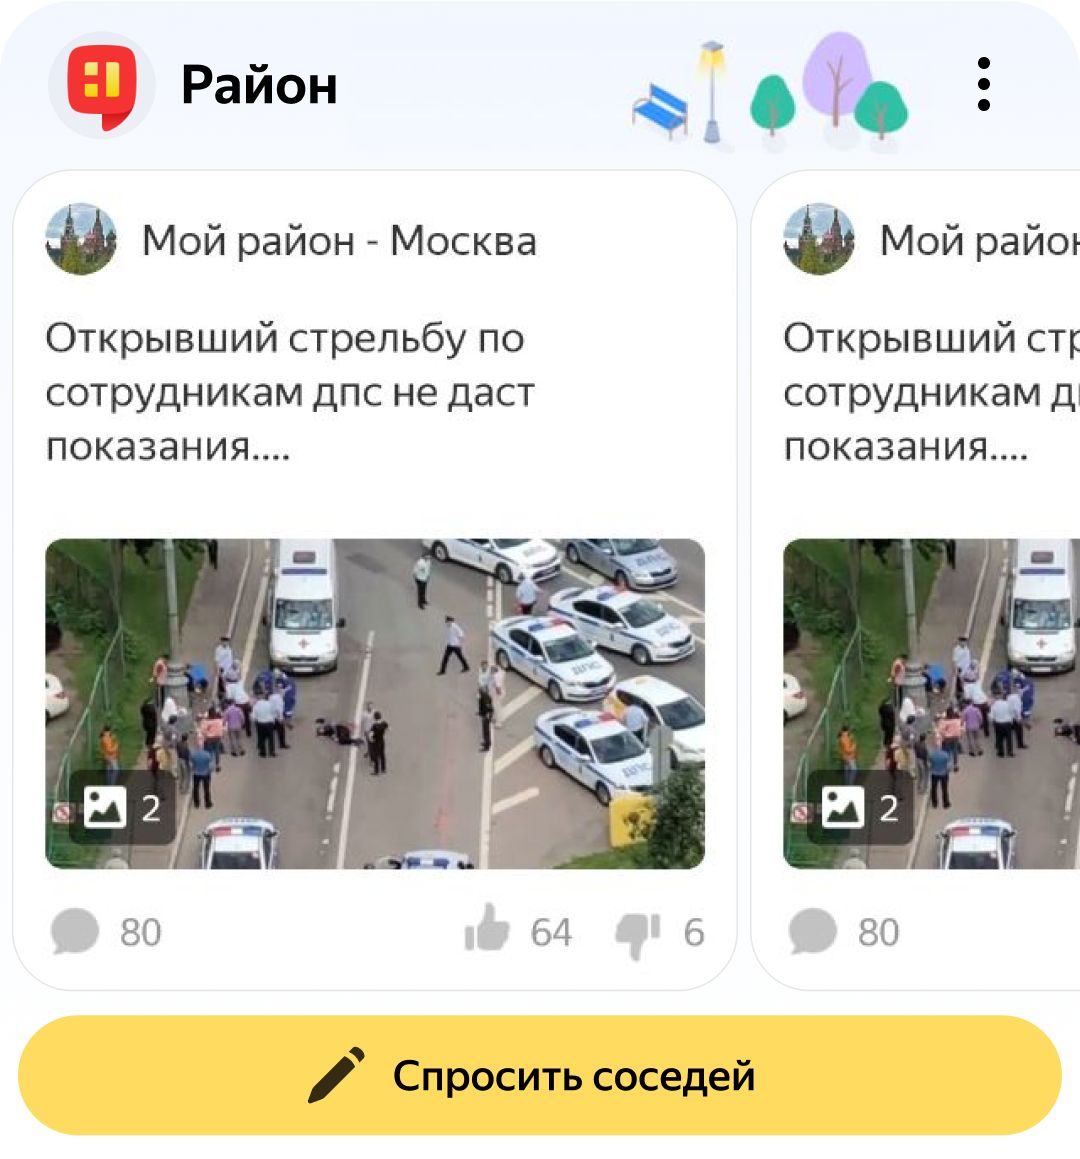 Район
Мой район - Москва
Открывший стрельбу по
сотрудникам дпс не даст
показания....
2
80
64
6
Мой район
Открывший стр
сотрудникам д
показания....
2
80
Спросить соседей